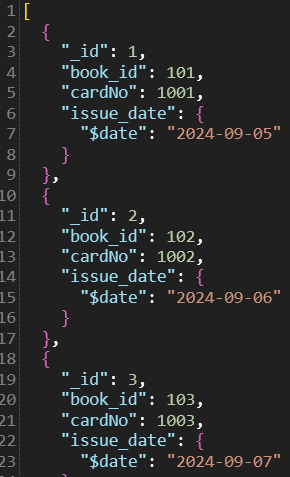 1 [
2   {
3     "_id": 1,
4     "book_id": 101,
5     "cardNo": 1001,
6     "issue_date": {
7       "$date": "2024-09-05"
8     }
9   },
10   {
11     "_id": 2,
12     "book_id": 102,
13     "cardNo": 1002,
14     "issue_date": {
15       "$date": "2024-09-06"
16     }
17   },
18   {
19     "_id": 3,
20     "book_id": 103,
21     "cardNo": 1003,
22     "issue_date": {
23       "$date": "2024-09-07"